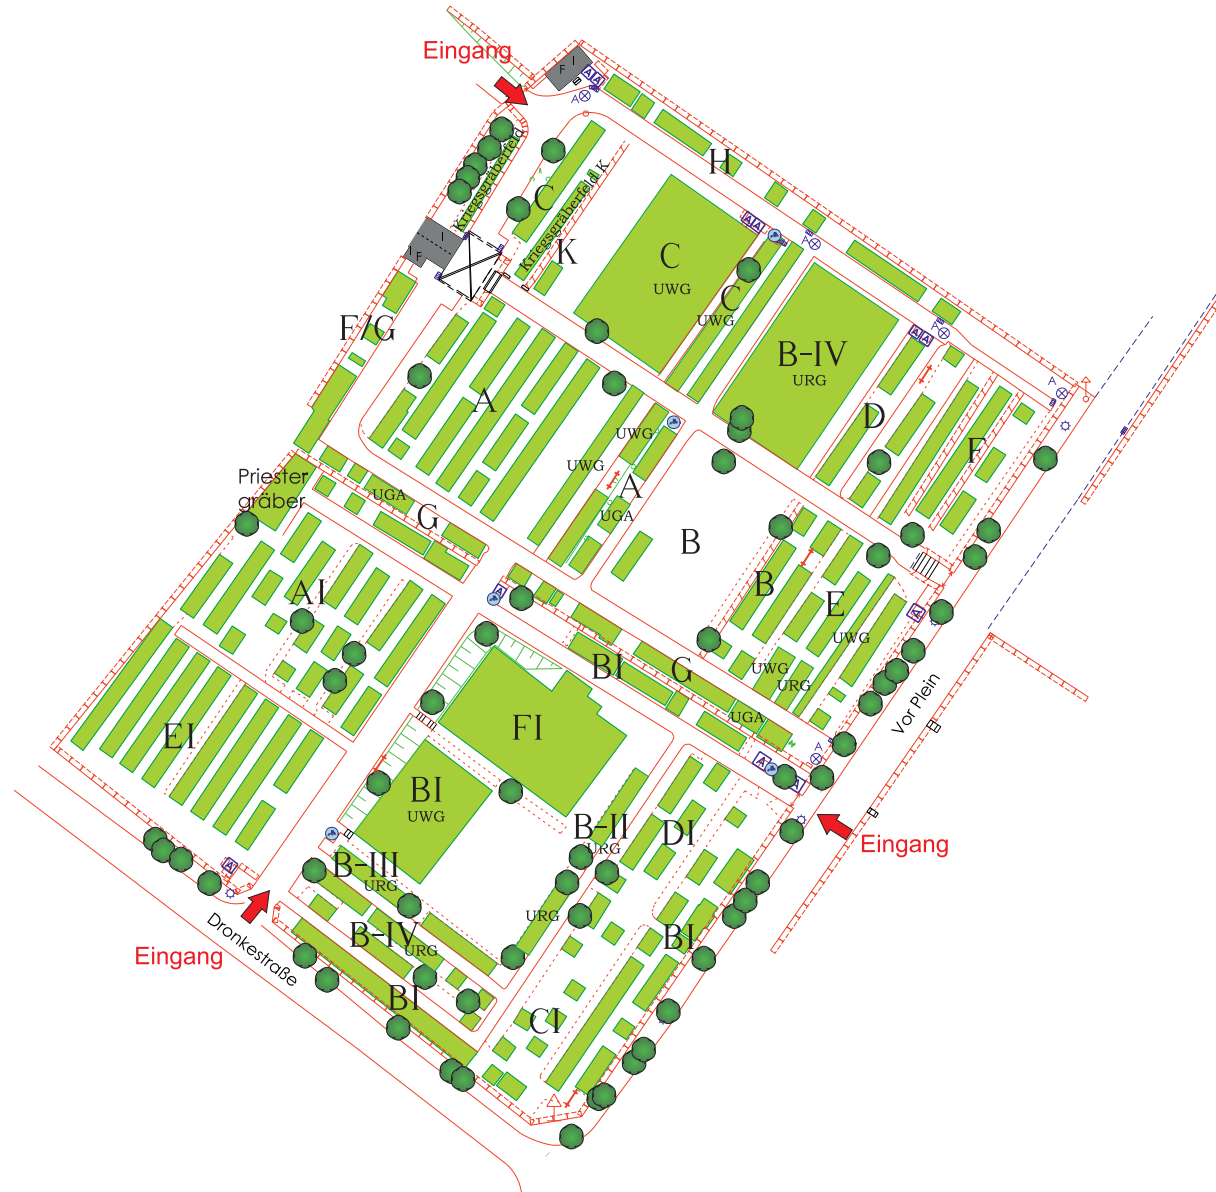 Eingang
I
F
A A
A
H
Kriegsgräberfeld
C
Kriegsgräberfeld K
K
I
I F
C
UWG
A A
A
C
UWG
F/G
B-IV
URG
A A
A
A
D
F
A
UWG
UWG
A
UGA
Priester
gräber
UGA
G
B
B
E
UWG
A
AI
A
BI
G
UWG
URG
UGA
Vor Plein
FI
EI
A
A
A
BI
UWG
B-II
URG
DI
Eingang
B-III
URG
A
URG
B-IV
URG
BI
Dronkestraße
Eingang
BI
CI